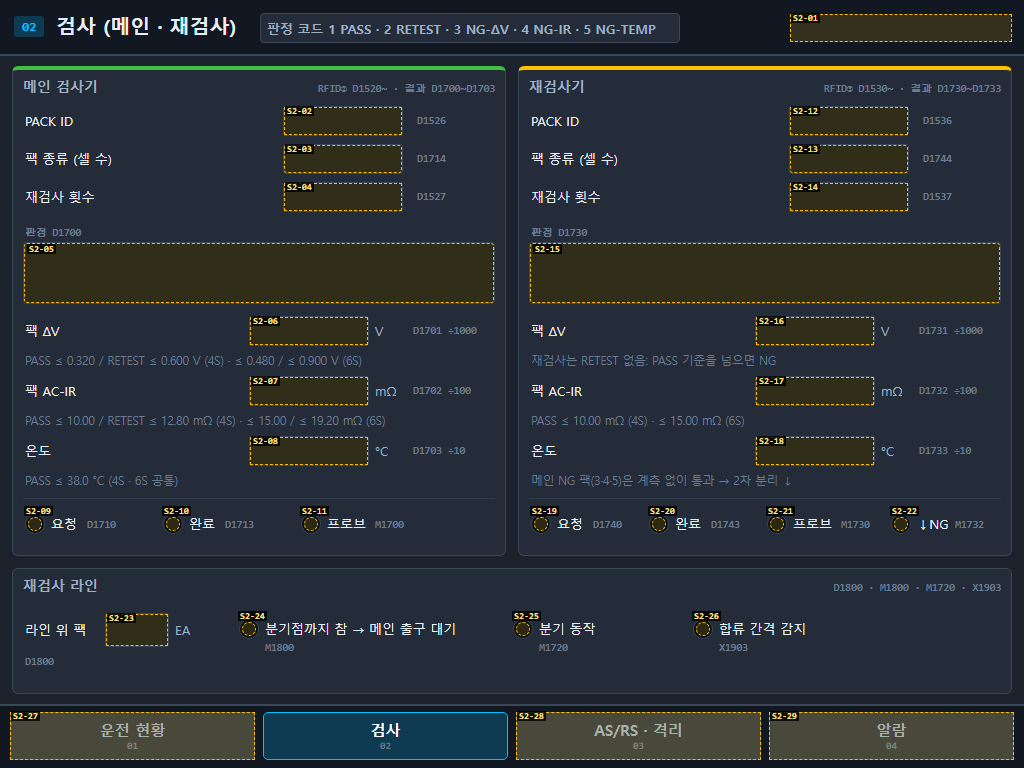 02 검사 (메인 · 재검사) 판정 코드 1 PASS · 2 RETEST · 3 NG-ΔV · 4 NG-IR · 5 NG-TEMP S2-01
메인 검사기 RFID② D1520~ · 결과 D1700~D1703
PACK ID S2-02 D1526
팩 종류 (셀 수) S2-03 D1714
재검사 횟수 S2-04 D1527
판정 D1700
S2-05
팩 ΔV S2-06 V D1701 ÷1000
PASS ≤ 0.320 / RETEST ≤ 0.600 V (4S) · ≤ 0.480 / ≤ 0.900 V (6S)
팩 AC-IR S2-07 mΩ D1702 ÷100
PASS ≤ 10.00 / RETEST ≤ 12.80 mΩ (4S) · ≤ 15.00 / ≤ 19.20 mΩ (6S)
온도 S2-08 °C D1703 ÷10
PASS ≤ 38.0 °C (4S · 6S 공통)
S2-09 요청 D1710 S2-10 완료 D1713 S2-11 프로브 M1700
재검사기 D1530~ · 결과 D1730~D1733
PACK ID S2-12 D1536
팩 종류 (셀 수) S2-13 D1744
재검사 횟수 S2-14 D1537
판정 D1730
S2-15
팩 ΔV S2-16 V D1731 ÷1000
재검사는 RETEST 없음: PASS 기준을 넘으면 NG
팩 AC-IR S2-17 mΩ D1732 ÷100
PASS ≤ 10.00 mΩ (4S) · ≤ 15.00 mΩ (6S)
온도 S2-18 °C D1733 ÷10
메인 NG 팩(3·4·5)은 계측 없이 통과 → 2차 분리 ↓
S2-19 요청 D1740 S2-20 완료 D1743 S2-21 프로브 M1730 S2-22 ↓NG M1732
재검사 라인 D1800 · M1800 · M1720 · X1903
라인 위 팩 S2-23 EA S2-24 분기점까지 참 → 메인 출구 대기 S2-25 분기 동작 S2-26 합류 간격 감지
M1800 M1720 X1903
D1800
S2-27 운전 현황 검사 S2-28 AS/RS · 격리 S2-29 알람
01 02 03 04